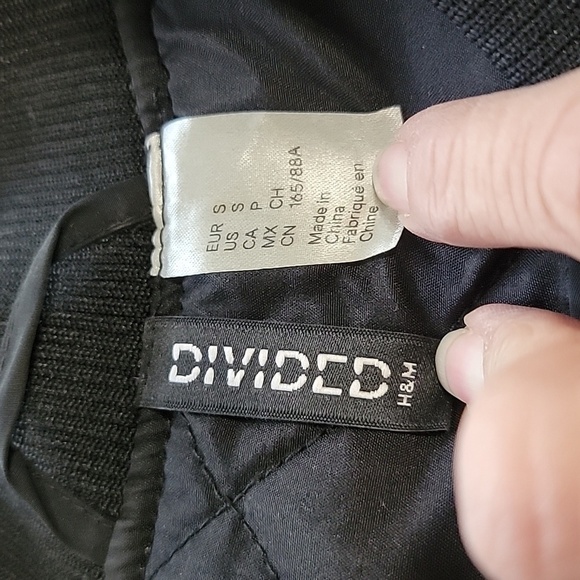 EUR S
US S
CA P
MX CH
CN 165/88A
Made in
China
Fabriqué en
Chine
DIVIDED
H&M